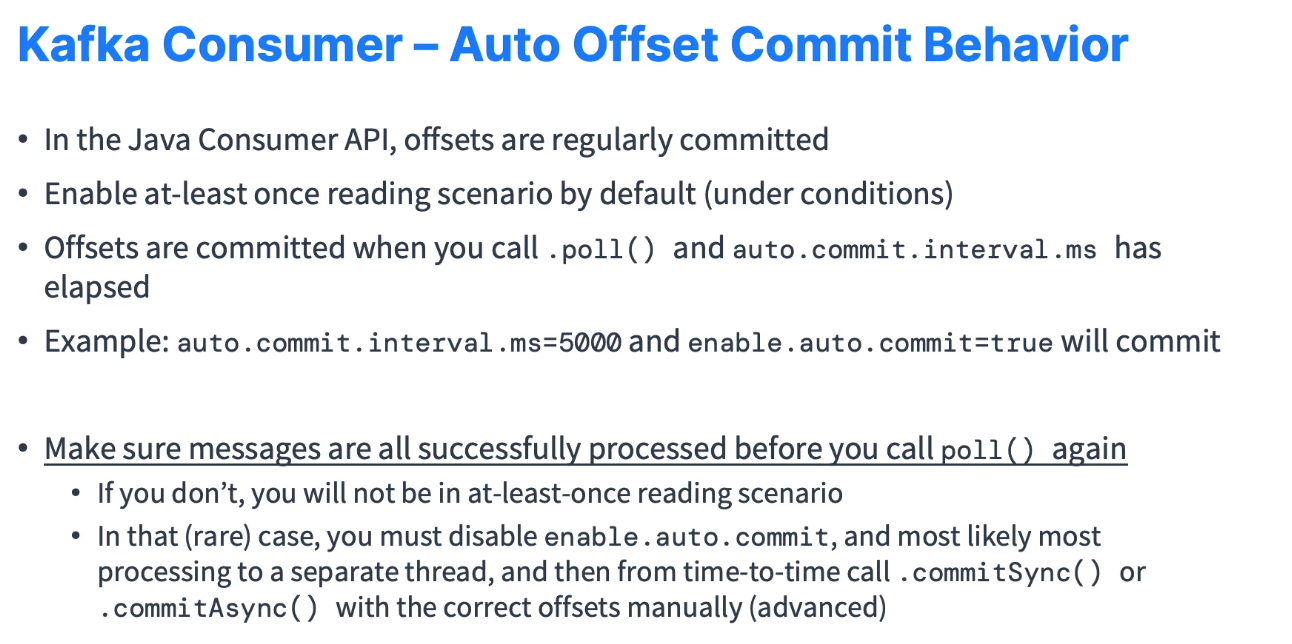 Kafka Consumer – Auto Offset Commit Behavior
• In the Java Consumer API, offsets are regularly committed
• Enable at-least once reading scenario by default (under conditions)
• Offsets are committed when you call .poll() and auto.commit.interval.ms has
elapsed
• Example: auto.commit.interval.ms=5000 and enable.auto.commit=true will commit
• Make sure messages are all successfully processed before you call poll() again
• If you don’t, you will not be in at-least-once reading scenario
• In that (rare) case, you must disable enable.auto.commit, and most likely most
processing to a separate thread, and then from time-to-time call .commitSync() or
.commitAsync() with the correct offsets manually (advanced)